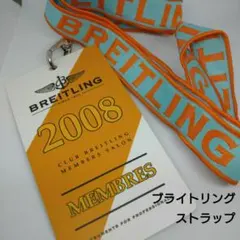 BREITLING
BREITLING
2008
CLUB BREITLING
MEMBERS SALON
MEMBRES
ブライトリング
ストラップ